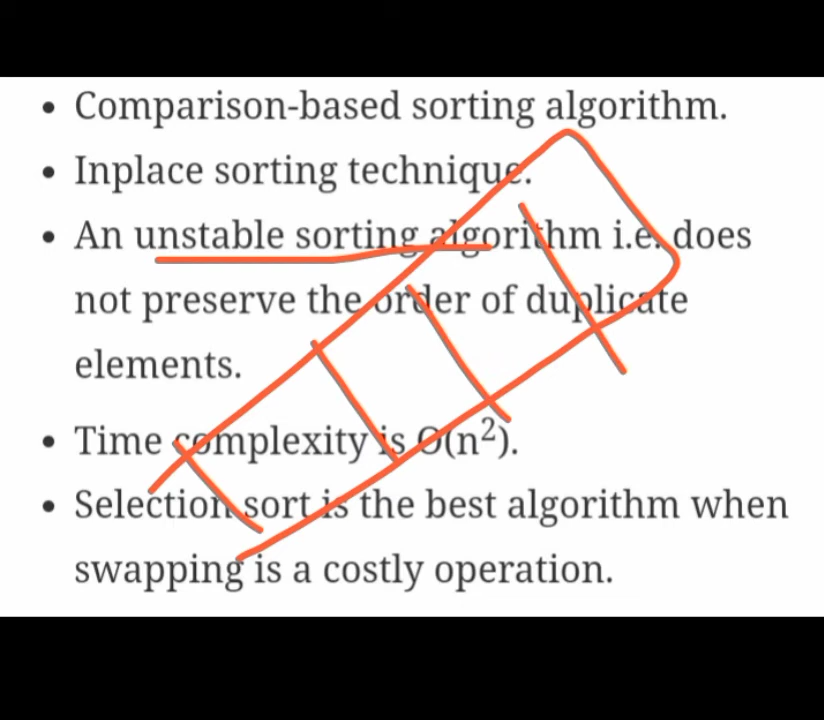 • Comparison-based sorting algorithm.
• Inplace sorting technique.
• An unstable sorting algorithm i.e. does
not preserve the order of duplicate
elements.
• Time complexity is O(n²).
• Selection sort is the best algorithm when
swapping is a costly operation.